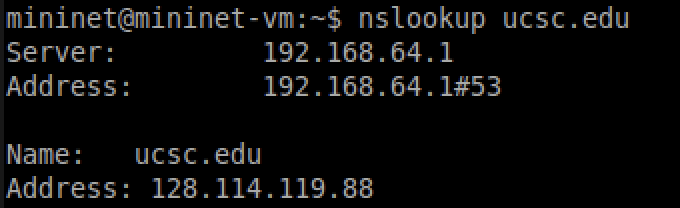 mininet@mininet-vm:~$ nslookup ucsc.edu
Server:         192.168.64.1
Address:        192.168.64.1#53

Name:   ucsc.edu
Address: 128.114.119.88